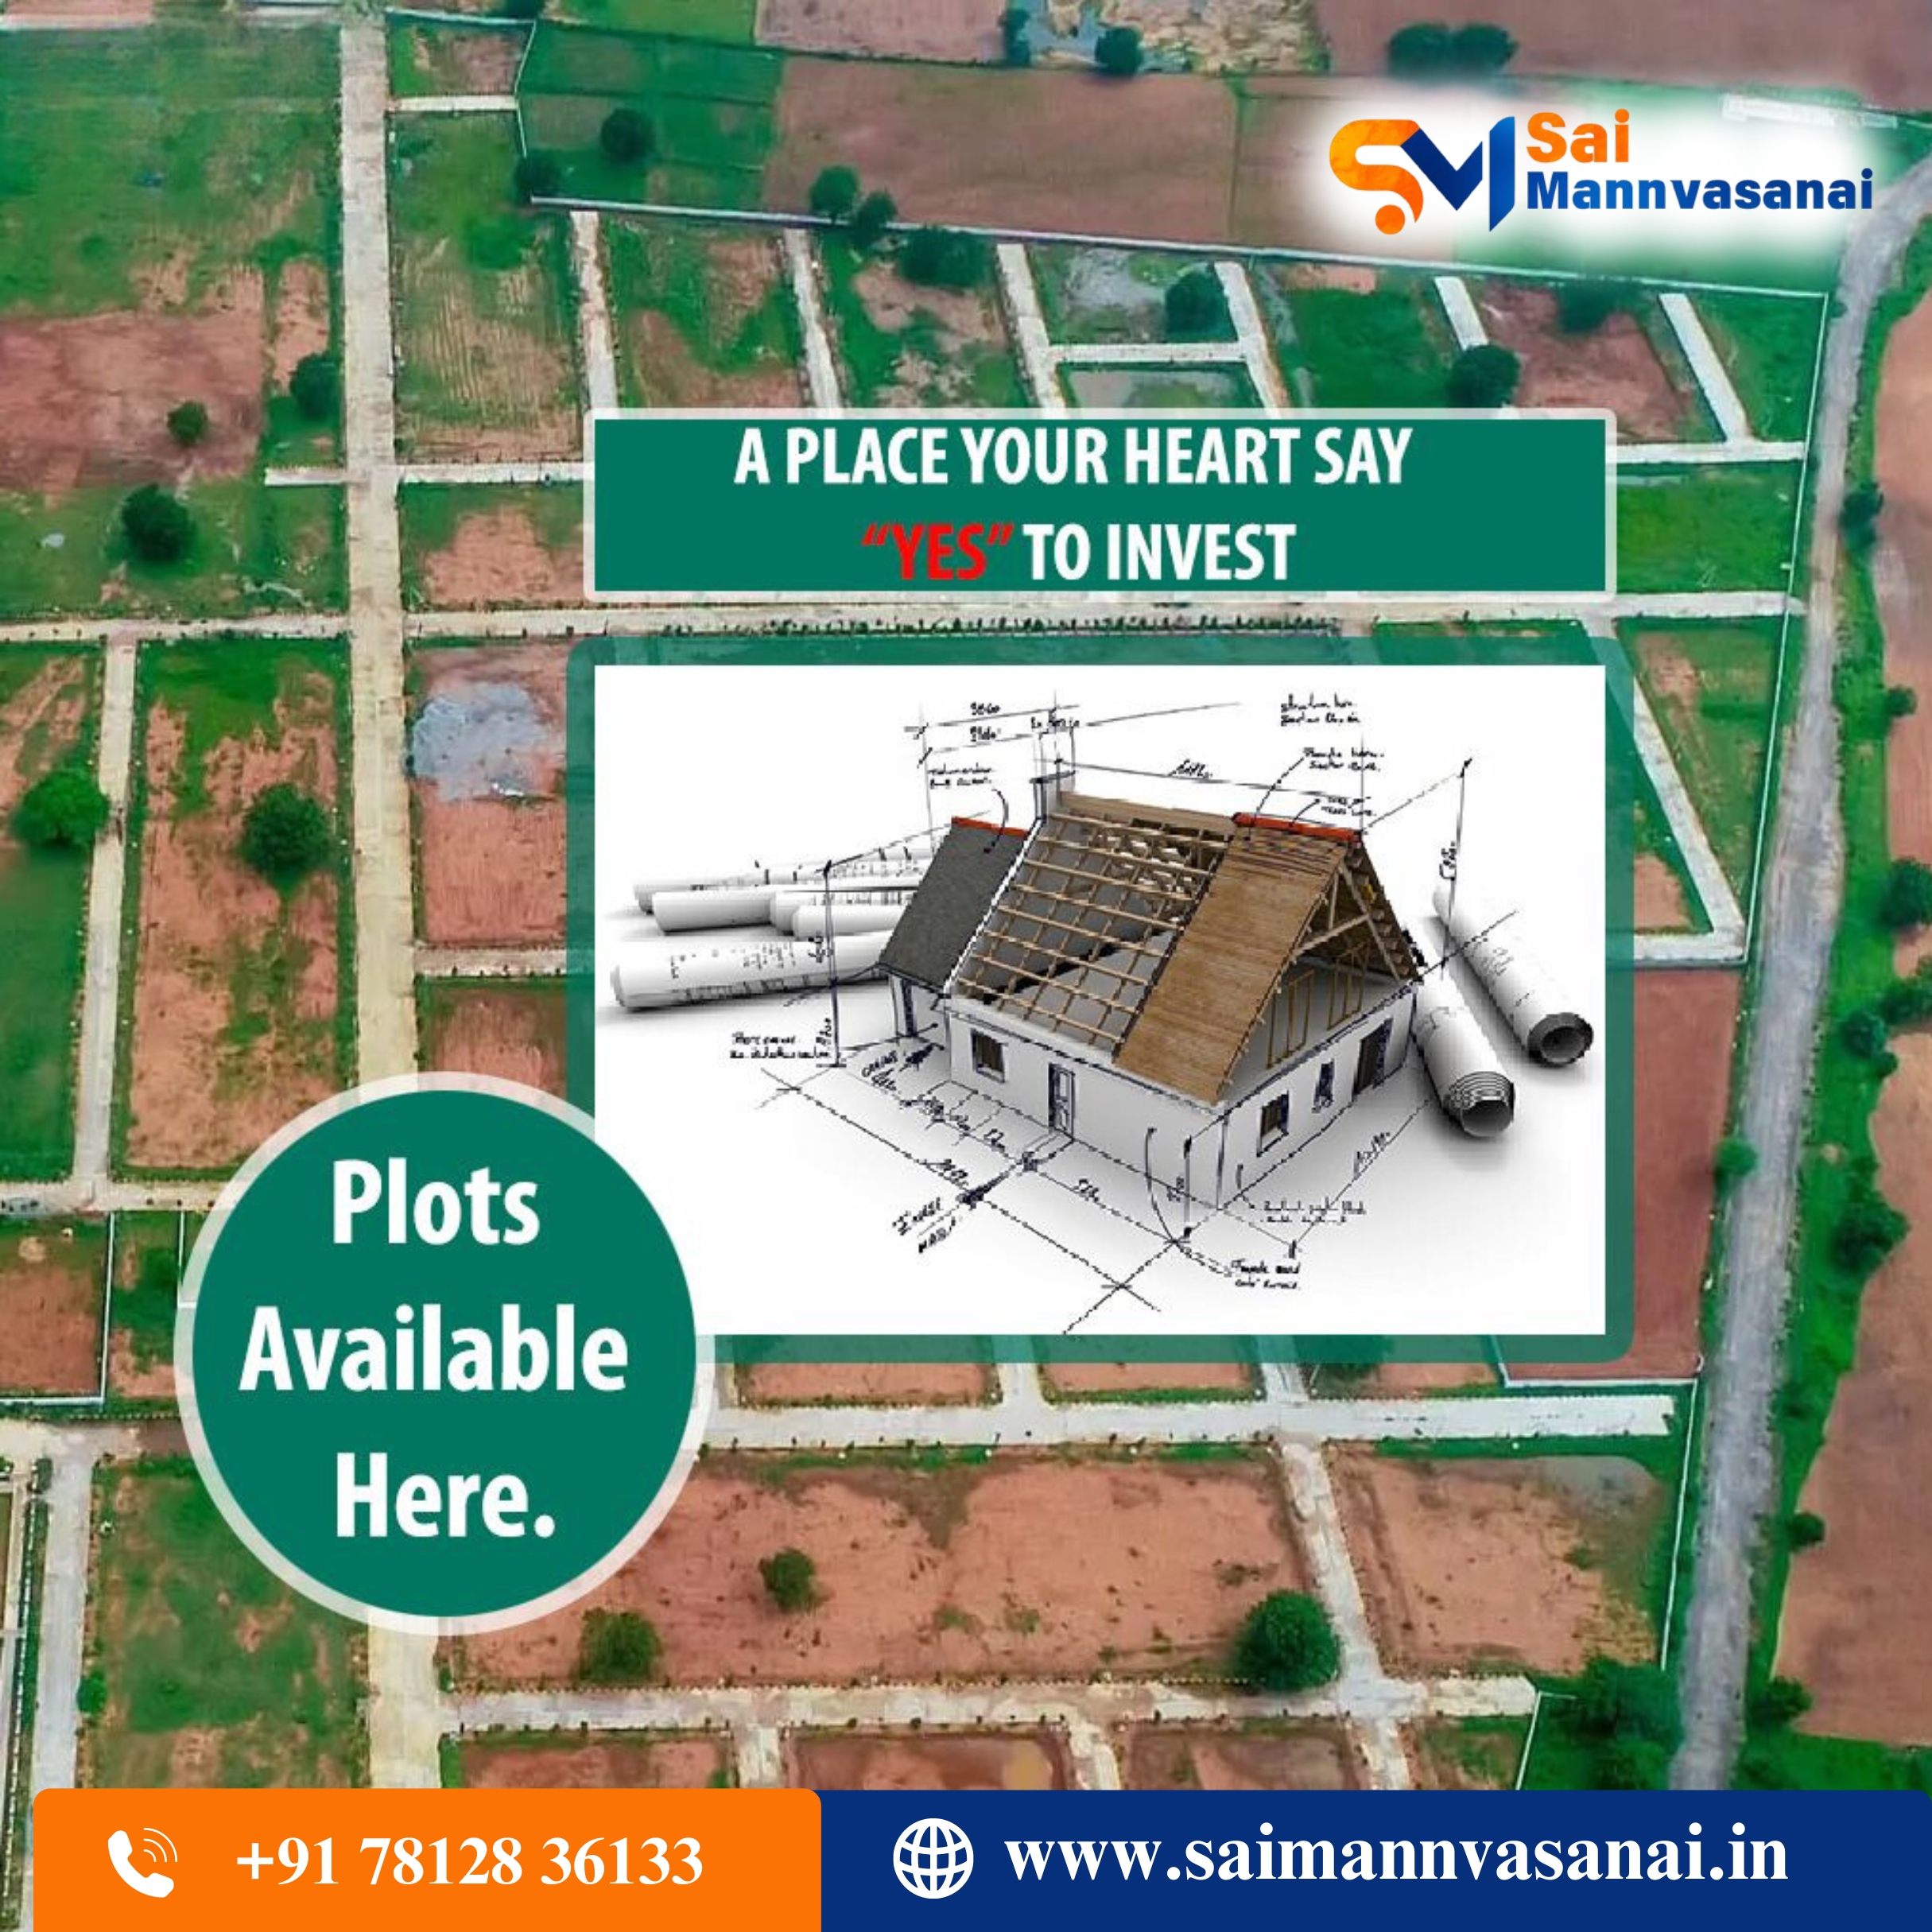 Sai
Mannvasanai
A PLACE YOUR HEART SAY
“YES” TO INVEST
Plots
Available
Here.
+91 78128 36133
www.saimannvasanai.in